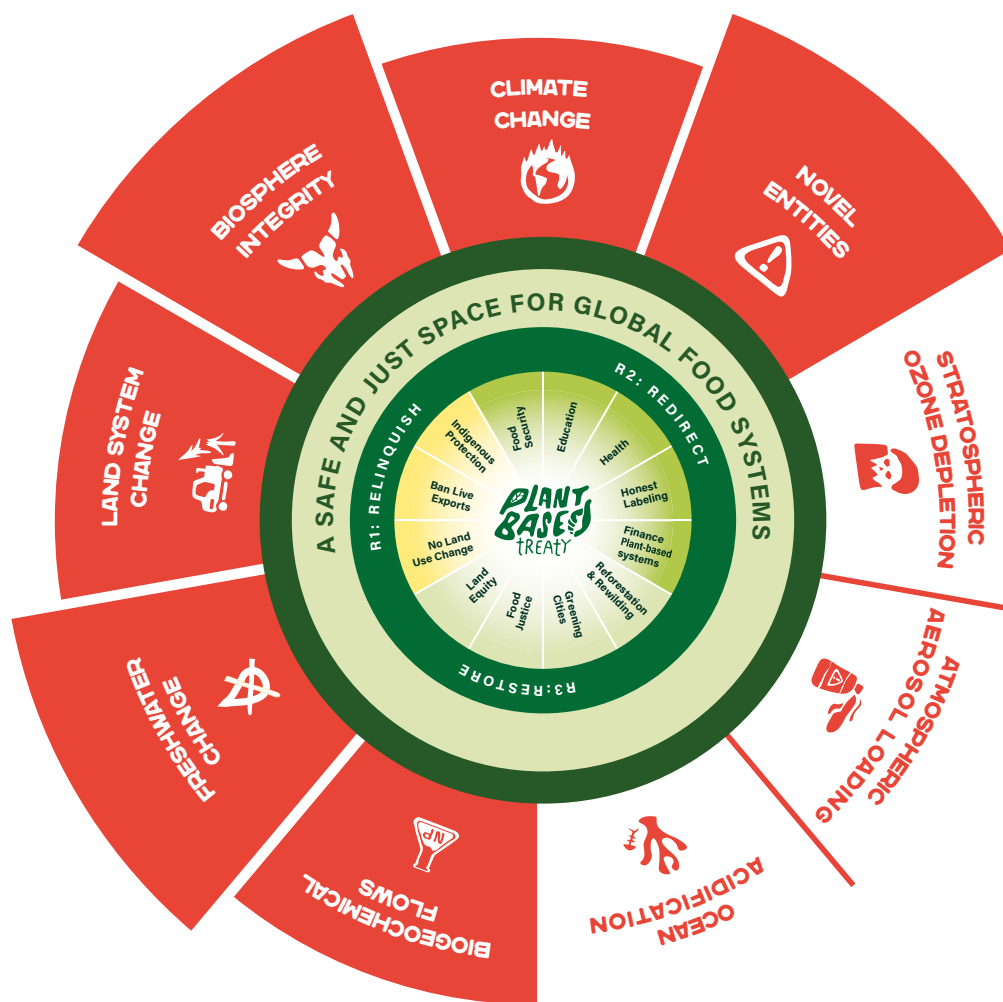 CLIMATE
CHANGE
NOVEL
ENTITIES
STRATOSPHERIC
OZONE DEPLETION
ATMOSPHERIC
AEROSOL LOADING
OCEAN
ACIDIFICATION
BIOGEOCHEMICAL
FLOWS
NP
FRESHWATER
CHANGE
LAND SYSTEM
CHANGE
BIOSPHERE
INTEGRITY
A SAFE AND JUST SPACE FOR GLOBAL FOOD SYSTEMS
R1: RELINQUISH
R2: REDIRECT
R3:RESTORE
Food
Security
Education
Health
Honest
Labeling
Finance
Plant-based
systems
Reforestation
& Rewilding
Greening
Cities
Food
Justice
Land
Equity
No Land
Use Change
Ban Live
Exports
Indigenous
Protection
PLANT
BASED
TREATY